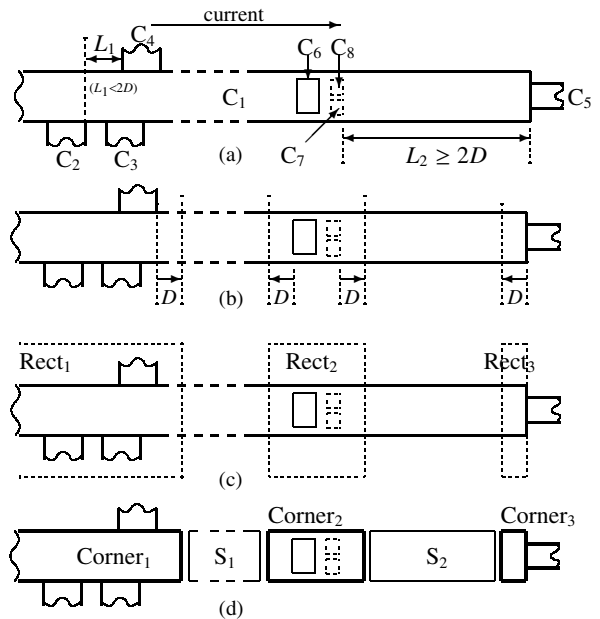 current
L₁
C₄
C₆ C₈
(L₁<2D)
C₁
C₅
C₂ C₃
(a)
C₇
L₂ ≥ 2D
D
D
D
D
(b)
Rect₁
Rect₂
Rect₃
(c)
Corner₂
Corner₃
Corner₁
S₁
S₂
(d)